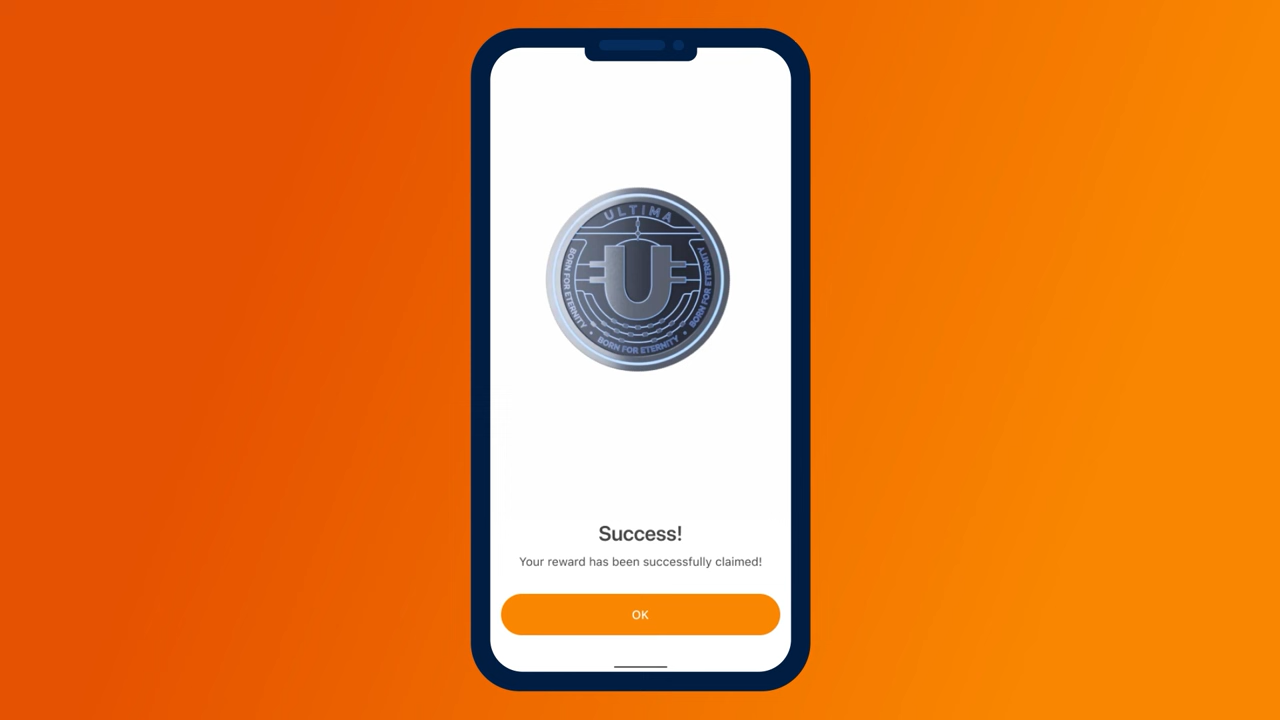 ULTIMA
BORN FOR ETERNITY • BORN FOR ETERNITY • BORN FOR ETERNITY
Success!
Your reward has been successfully claimed!
OK